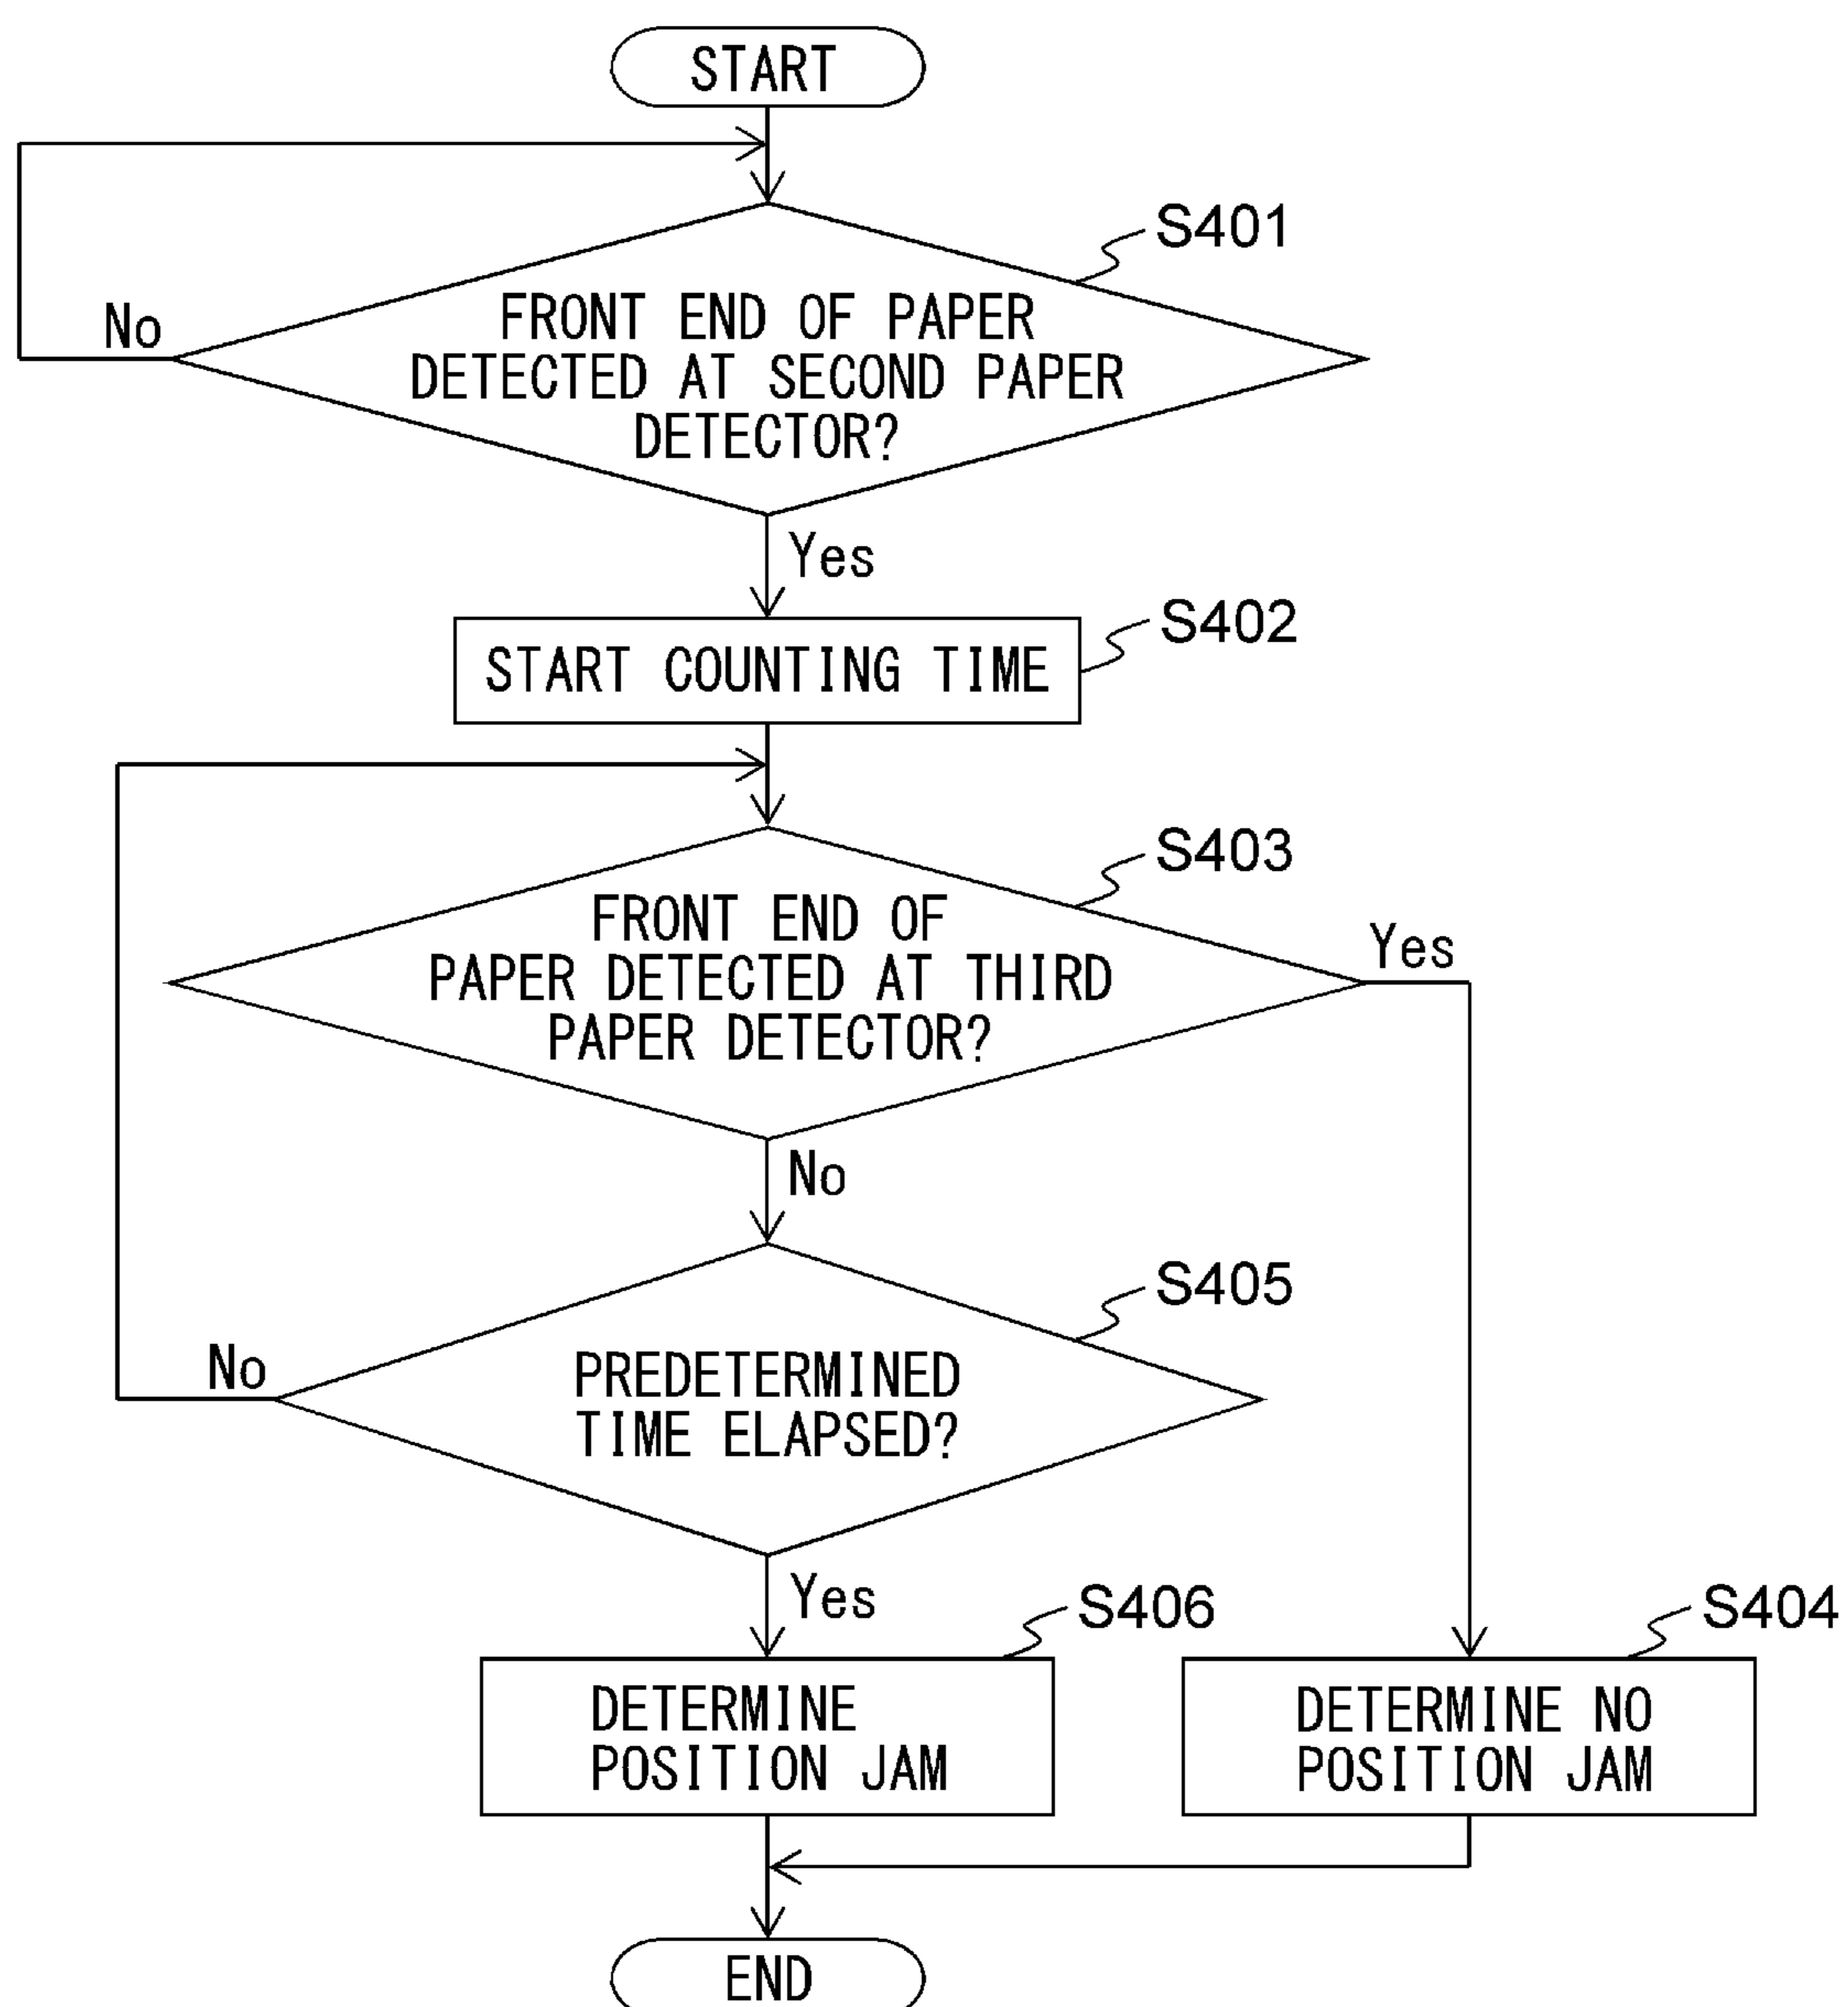 START
S401
FRONT END OF PAPER
DETECTED AT SECOND PAPER
DETECTOR?
No
Yes
S402
START COUNTING TIME
S403
FRONT END OF
PAPER DETECTED AT THIRD
PAPER DETECTOR?
Yes
No
S405
PREDETERMINED
TIME ELAPSED?
No
Yes
S406
DETERMINE
POSITION JAM
S404
DETERMINE NO
POSITION JAM
END